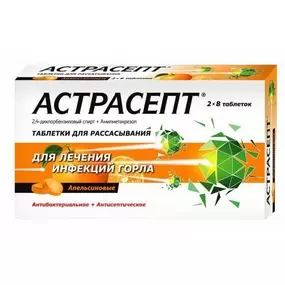 АСТРАСЕПТ®
2×8 таблеток
2,4-дихлорбензиловый спирт + Амилметакрезол
ТАБЛЕТКИ ДЛЯ РАССАСЫВАНИЯ
ДЛЯ ЛЕЧЕНИЯ
ИНФЕКЦИЙ ГОРЛА
Апельсиновые
Антибактериальное + Антисептическое